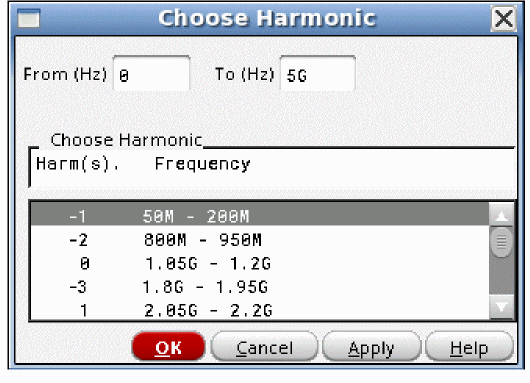 Choose Harmonic
From (Hz) 0 To (Hz) 5G
Choose Harmonic
Harm(s). Frequency
-1 50M - 200M
-2 800M - 950M
0 1.05G - 1.2G
-3 1.8G - 1.95G
1 2.05G - 2.2G
OK Cancel Apply Help